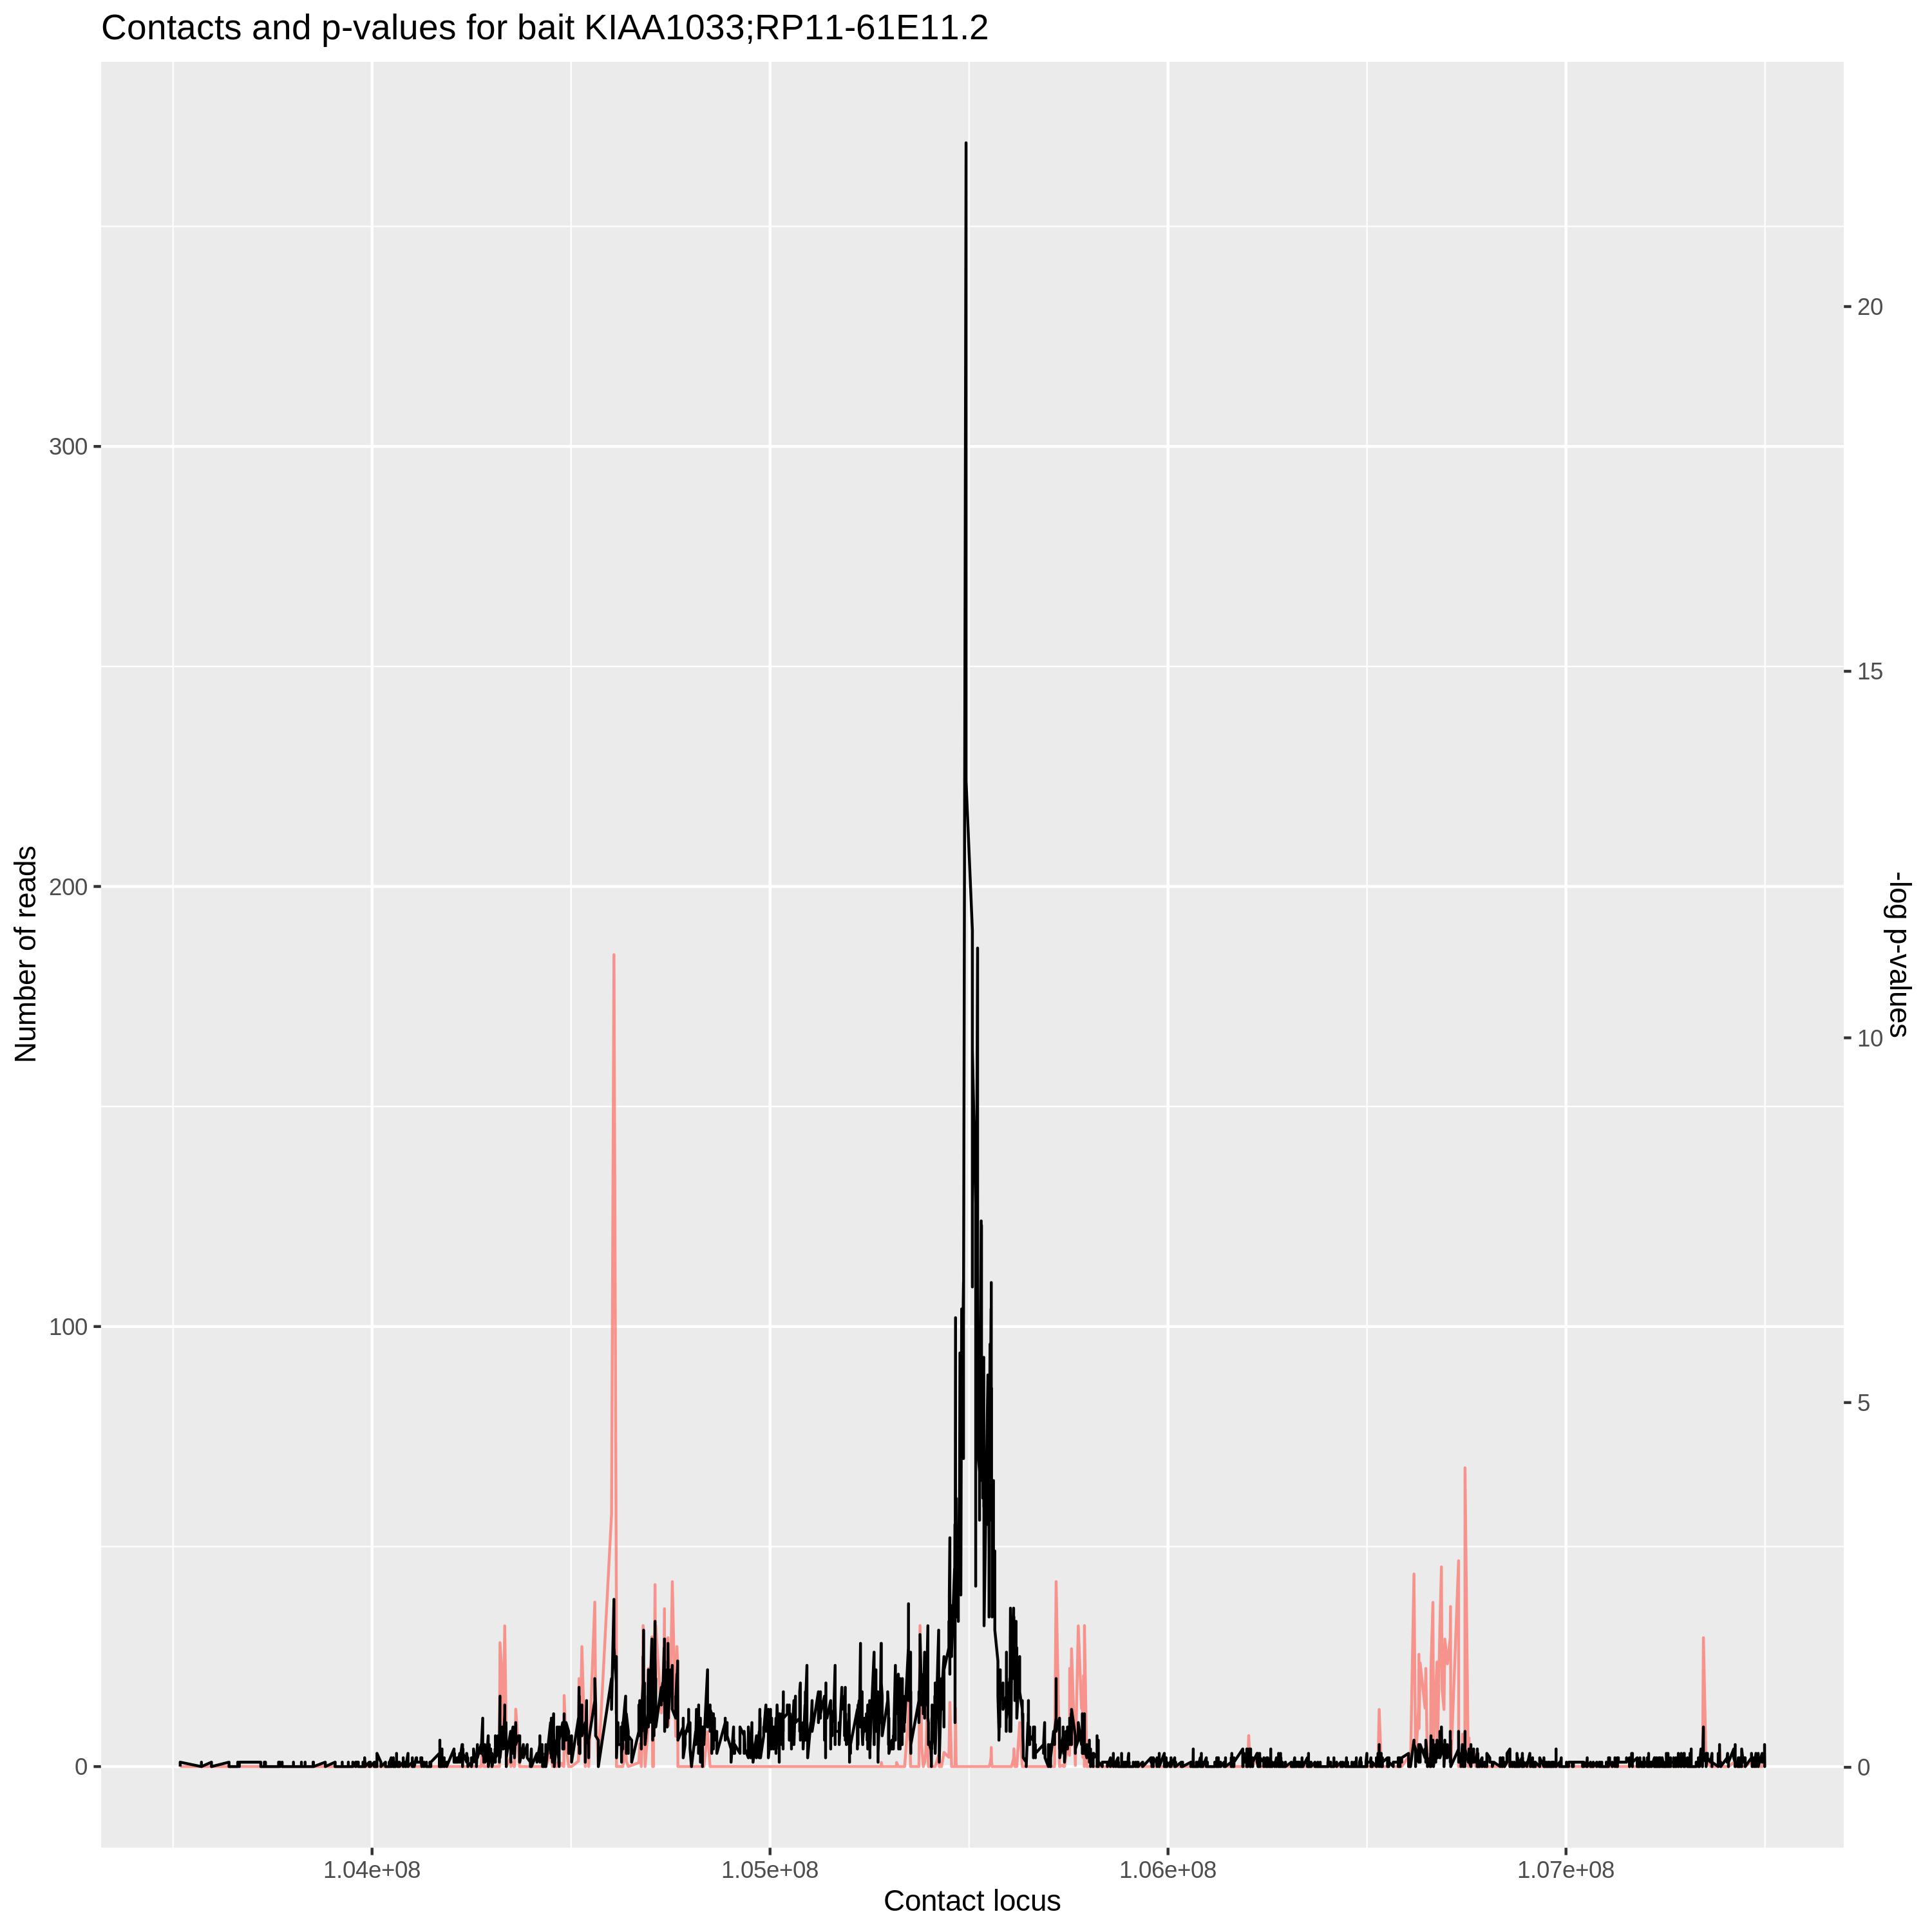 Contacts and p-values for bait KIAA1033;RP11-61E11.2
Number of reads
300
200
100
0
20
15
10
5
0
-log p-values
1.04e+08 1.05e+08 1.06e+08 1.07e+08
Contact locus